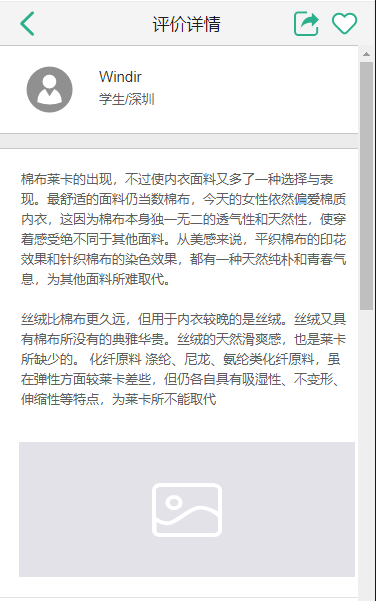 评价详情
Windir
学生/深圳
棉布莱卡的出现，不过使内衣面料又多了一种选择与表
现。最舒适的面料仍当数棉布，今天的女性依然偏爱棉质
内衣，这因为棉布本身独一无二的透气性和天然性，使穿
着感受绝不同于其他面料。从美感来说，平织棉布的印花
效果和针织棉布的染色效果，都有一种天然纯朴和青春气
息，为其他面料所难取代。
丝绒比棉布更久远，但用于内衣较晚的是丝绒。丝绒又具
有棉布所没有的典雅华贵。丝绒的天然滑爽感，也是莱卡
所缺少的。 化纤原料 涤纶、尼龙、氨纶类化纤原料，虽
在弹性方面较莱卡差些，但仍各自具有吸湿性、不变形、
伸缩性等特点，为莱卡所不能取代